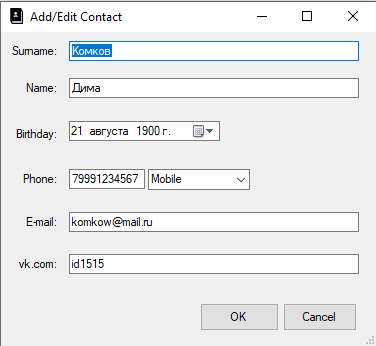 Add/Edit Contact
Surname: Комков
Name: Дима
Birthday: 21 августа 1900 г.
Phone: 79991234567 Mobile
E-mail: komkow@mail.ru
vk.com: id1515
OK Cancel